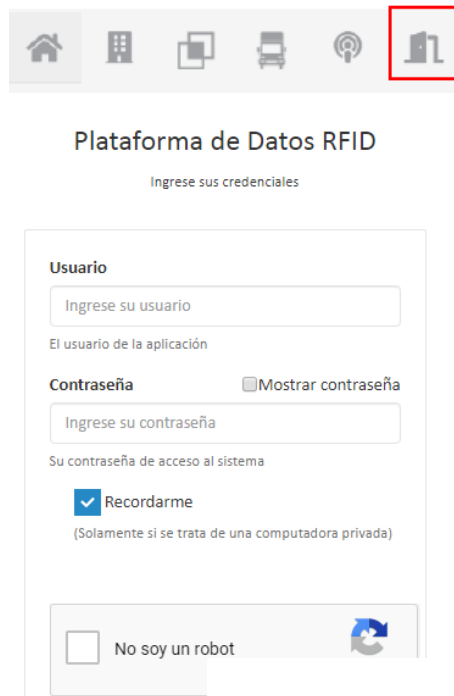 Plataforma de Datos RFID
Ingrese sus credenciales
Usuario
Ingrese su usuario
El usuario de la aplicación
Contraseña Mostrar contraseña
Ingrese su contraseña
Su contraseña de acceso al sistema
Recordarme
(Solamente si se trata de una computadora privada)
No soy un robot